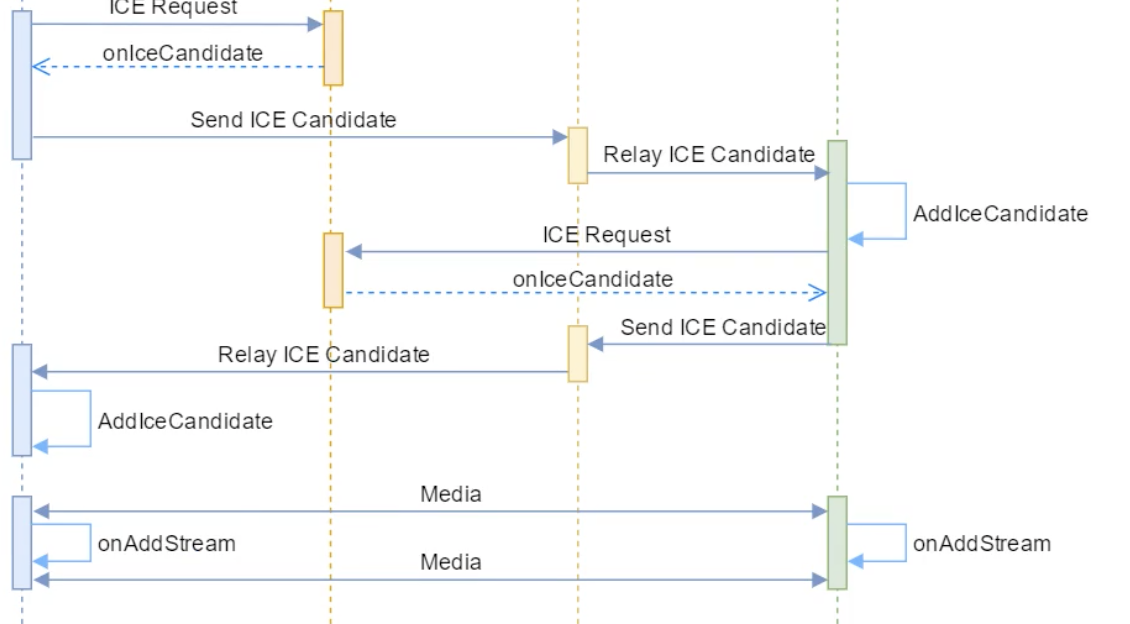 ICE Request
onIceCandidate
Send ICE Candidate
Relay ICE Candidate
AddIceCandidate
ICE Request
onIceCandidate
Send ICE Candidate
Relay ICE Candidate
AddIceCandidate
Media
onAddStream
onAddStream
Media